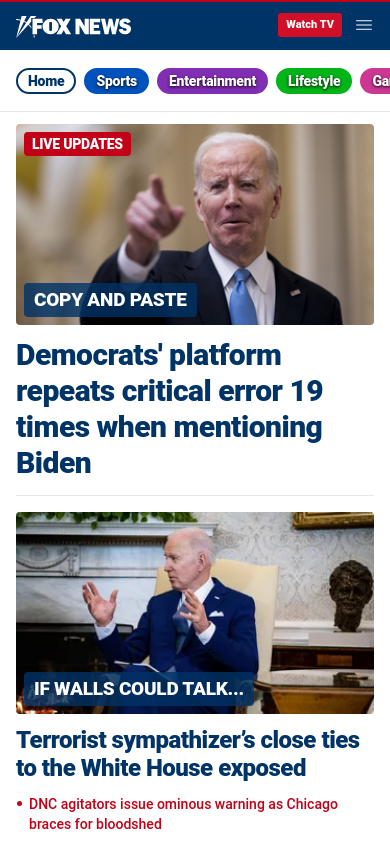 FOX NEWS
Watch TV
Home
Sports
Entertainment
Lifestyle
LIVE UPDATES
COPY AND PASTE
Democrats' platform
repeats critical error 19
times when mentioning
Biden
IF WALLS COULD TALK...
Terrorist sympathizer’s close ties
to the White House exposed
DNC agitators issue ominous warning as Chicago
braces for bloodshed